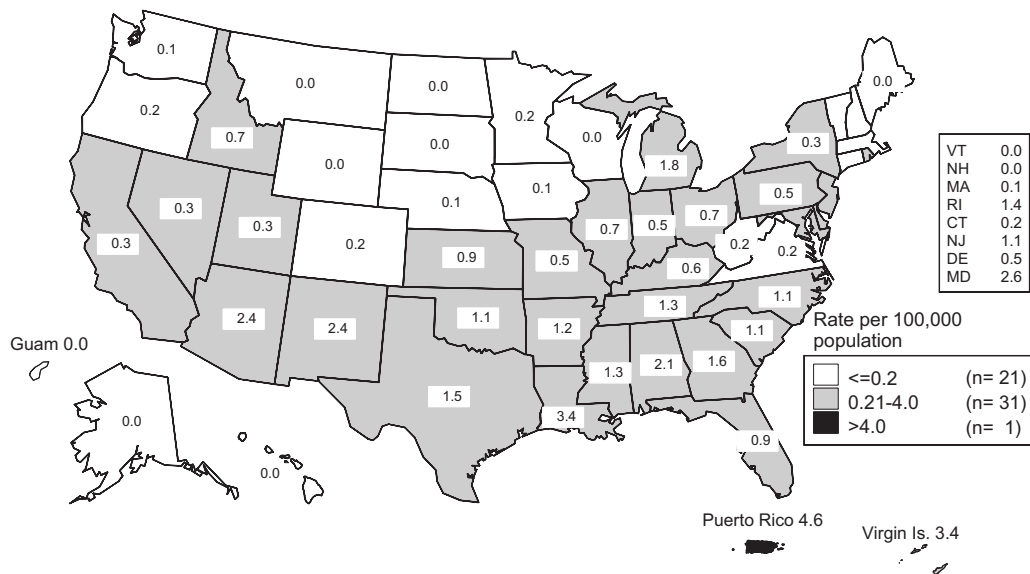 0.1
0.0
0.0
0.0
0.2
0.2
0.0
0.3
0.7
0.0
0.0
1.8
VT 0.0
NH 0.0
MA 0.1
RI 1.4
CT 0.2
NJ 1.1
DE 0.5
MD 2.6
0.1
0.1
0.5
0.3
0.3
0.7
0.5
0.7
0.3
0.2
0.2
0.2
0.9
0.5
0.6
1.1
1.3
2.4
2.4
1.1
1.2
1.1
Rate per 100,000
population
Guam 0.0
1.3
2.1
1.6
<=0.2 (n= 21)
0.21-4.0 (n= 31)
>4.0 (n= 1)
1.5
3.4
0.0
0.9
0.0
Puerto Rico 4.6
Virgin Is. 3.4